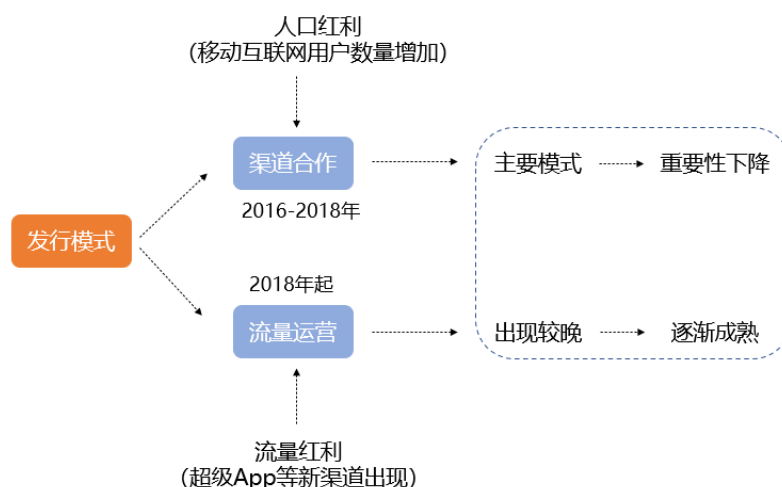 人口红利
（移动互联网用户数量增加）
渠道合作
主要模式
重要性下降
2016-2018年
发行模式
2018年起
流量运营
出现较晚
逐渐成熟
流量红利
（超级App等新渠道出现）